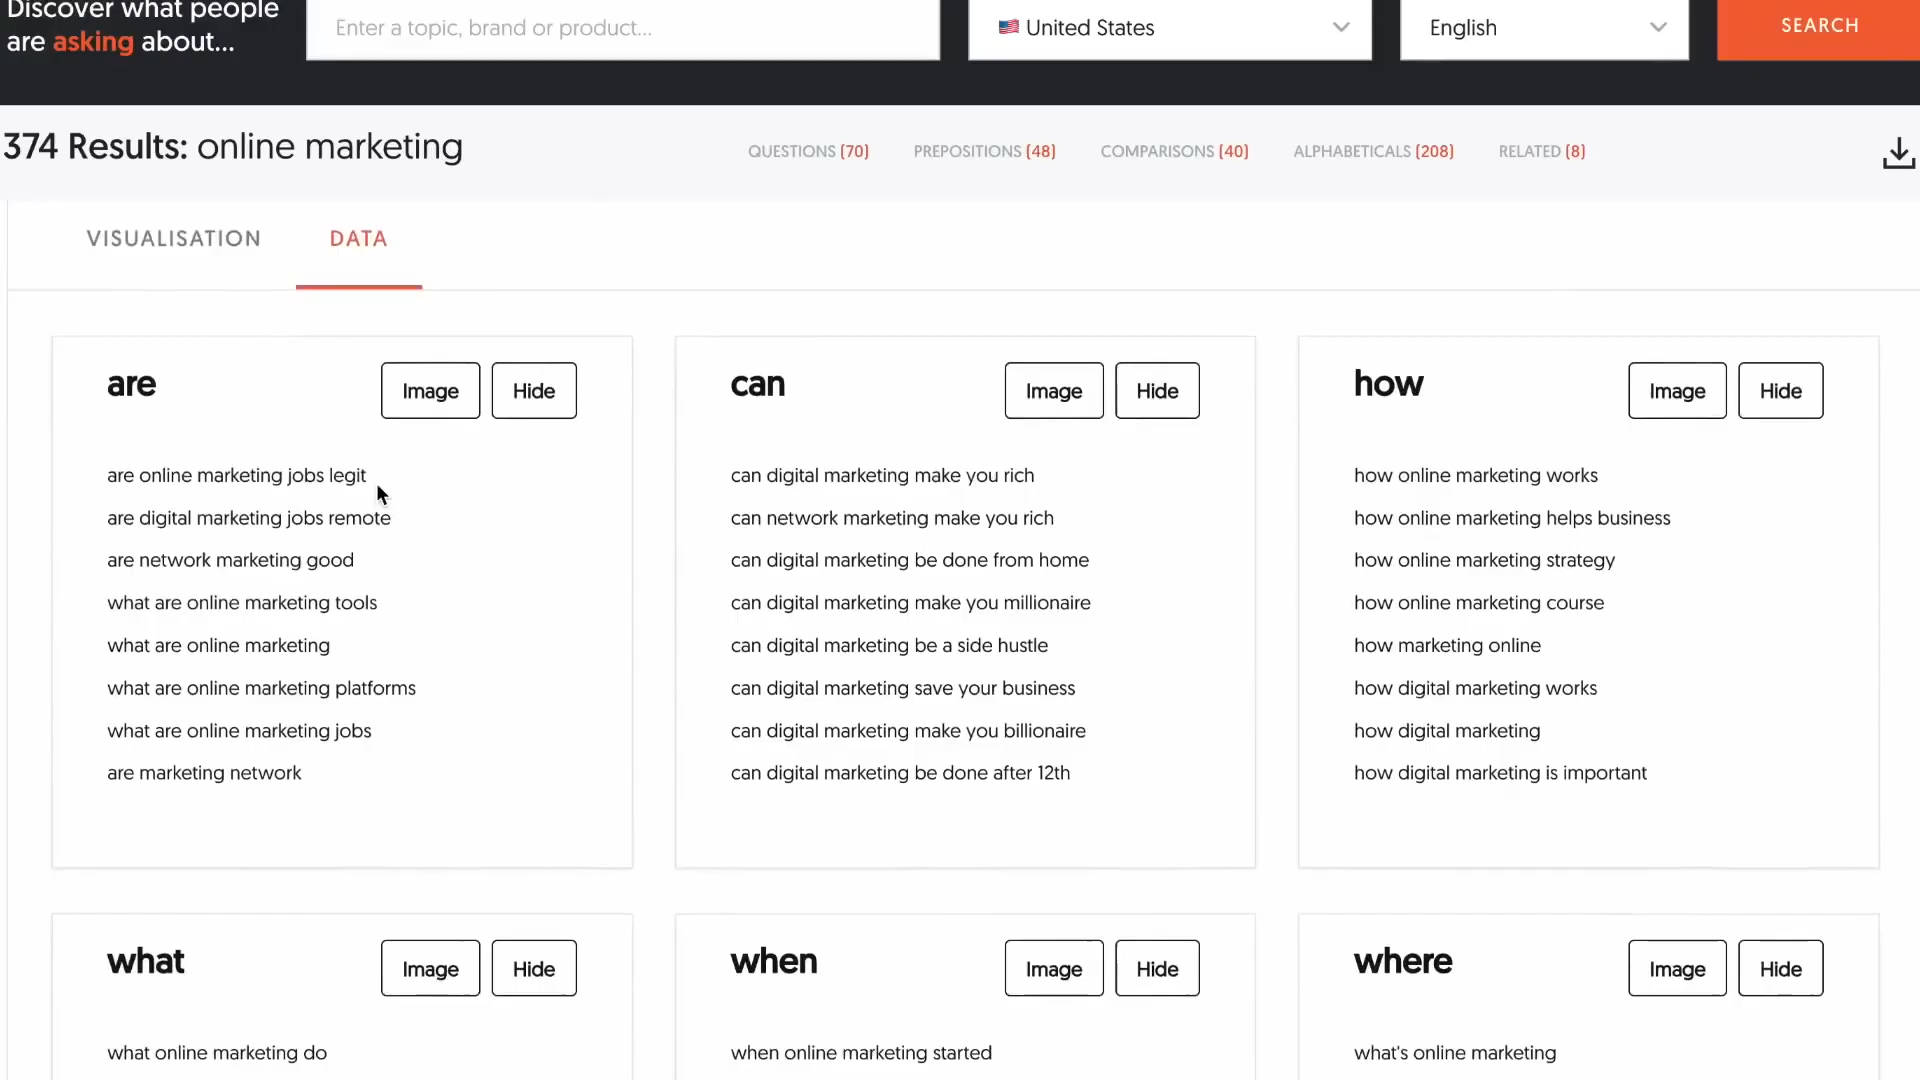 Discover what people
are asking about...
Enter a topic, brand or product...
United States
English
SEARCH
374 Results: online marketing
QUESTIONS (70)
PREPOSITIONS (48)
COMPARISONS (40)
ALPHABETICALS (208)
RELATED (8)
VISUALISATION
DATA
are
Image
Hide
are online marketing jobs legit
are digital marketing jobs remote
are network marketing good
what are online marketing tools
what are online marketing
what are online marketing platforms
what are online marketing jobs
are marketing network
can
Image
Hide
can digital marketing make you rich
can network marketing make you rich
can digital marketing be done from home
can digital marketing make you millionaire
can digital marketing be a side hustle
can digital marketing save your business
can digital marketing make you billionaire
can digital marketing be done after 12th
how
Image
Hide
how online marketing works
how online marketing helps business
how online marketing strategy
how online marketing course
how marketing online
how digital marketing works
how digital marketing
how digital marketing is important
what
Image
Hide
what online marketing do
when
Image
Hide
when online marketing started
where
Image
Hide
what's online marketing